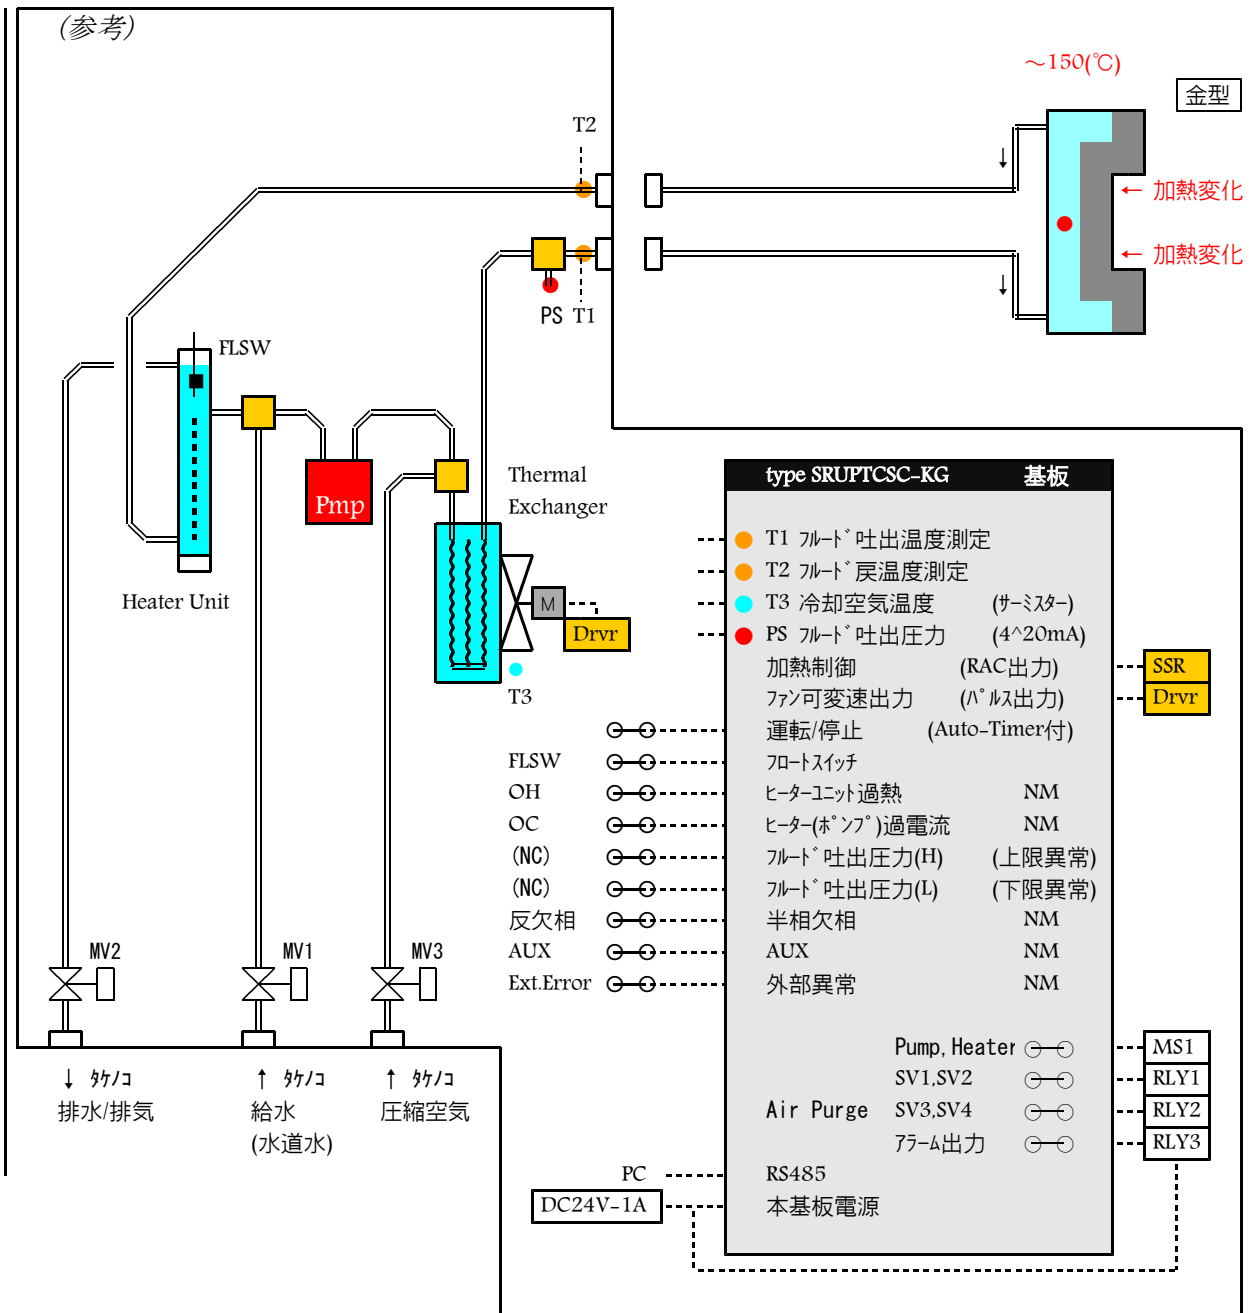 (参考)
～150(℃)
金型
T2
← 加熱変化
← 加熱変化
↓
↓
PS T1
FLSW
Pmp
Thermal
Exchanger
Heater Unit
M
Drvr
T3
type SRUPTCSC-KG 基板
T1 ﾌﾙｰﾄﾞ吐出温度測定
T2 ﾌﾙｰﾄﾞ戻温度測定
T3 冷却空気温度 (ｻｰﾐｽﾀｰ)
PS ﾌﾙｰﾄﾞ吐出圧力 (4^20mA)
加熱制御 (RAC出力) SSR
ﾌｧﾝ可変速出力 (ﾊﾟﾙｽ出力) Drvr
運転/停止 (Auto-Timer付)
FLSW ﾌﾛｰﾄｽｲｯﾁ
OH ﾋｰﾀｰﾕﾆｯﾄ過熱 NM
OC ﾋｰﾀｰ(ﾎﾟﾝﾌﾟ)過電流 NM
(NC) ﾌﾙｰﾄﾞ吐出圧力(H) (上限異常)
(NC) ﾌﾙｰﾄﾞ吐出圧力(L) (下限異常)
反欠相 半相欠相 NM
AUX AUX NM
Ext.Error 外部異常 NM
MV2 MV1 MV3
Pump,Heater MS1
SV1,SV2 RLY1
Air Purge SV3,SV4 RLY2
ｱﾗｰﾑ出力 RLY3
PC RS485
DC24V-1A 本基板電源
↓ ﾀｹﾉｺ
排水/排気
↑ ﾀｹﾉｺ
給水
(水道水)
↑ ﾀｹﾉｺ
圧縮空気